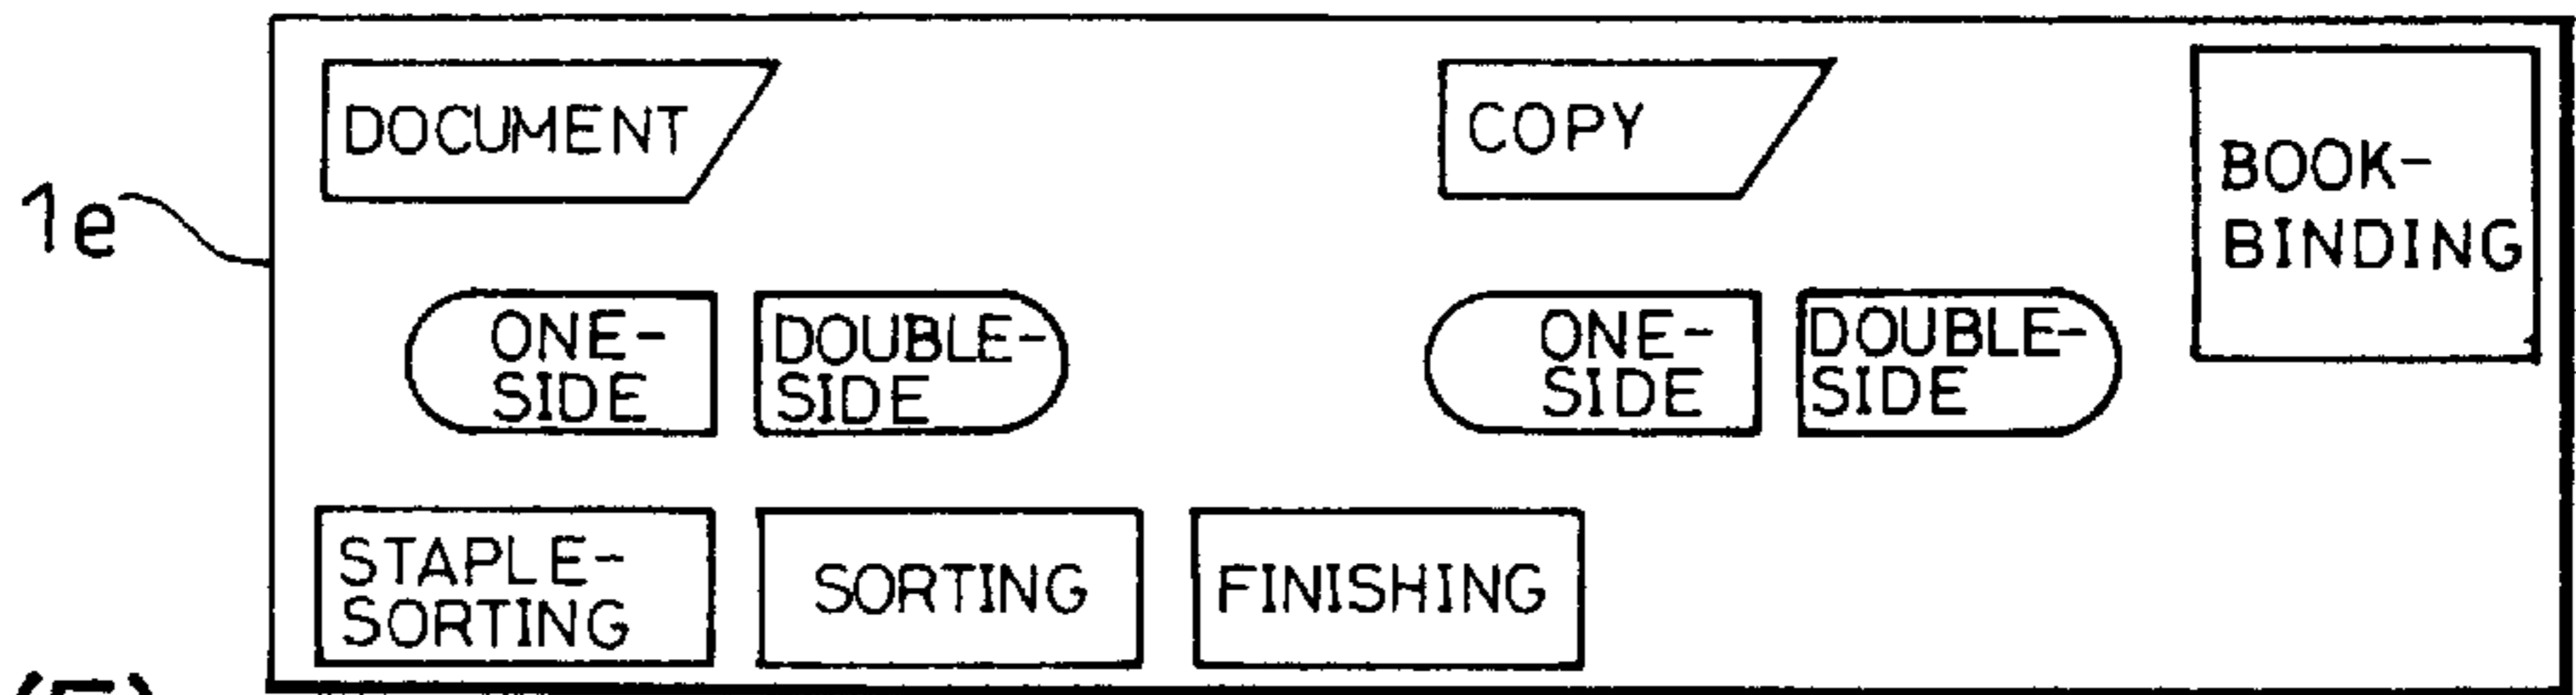 DOCUMENT
COPY
BOOK-
BINDING
1e
ONE-
SIDE
DOUBLE-
SIDE
ONE-
SIDE
DOUBLE-
SIDE
STAPLE-
SORTING
SORTING
FINISHING